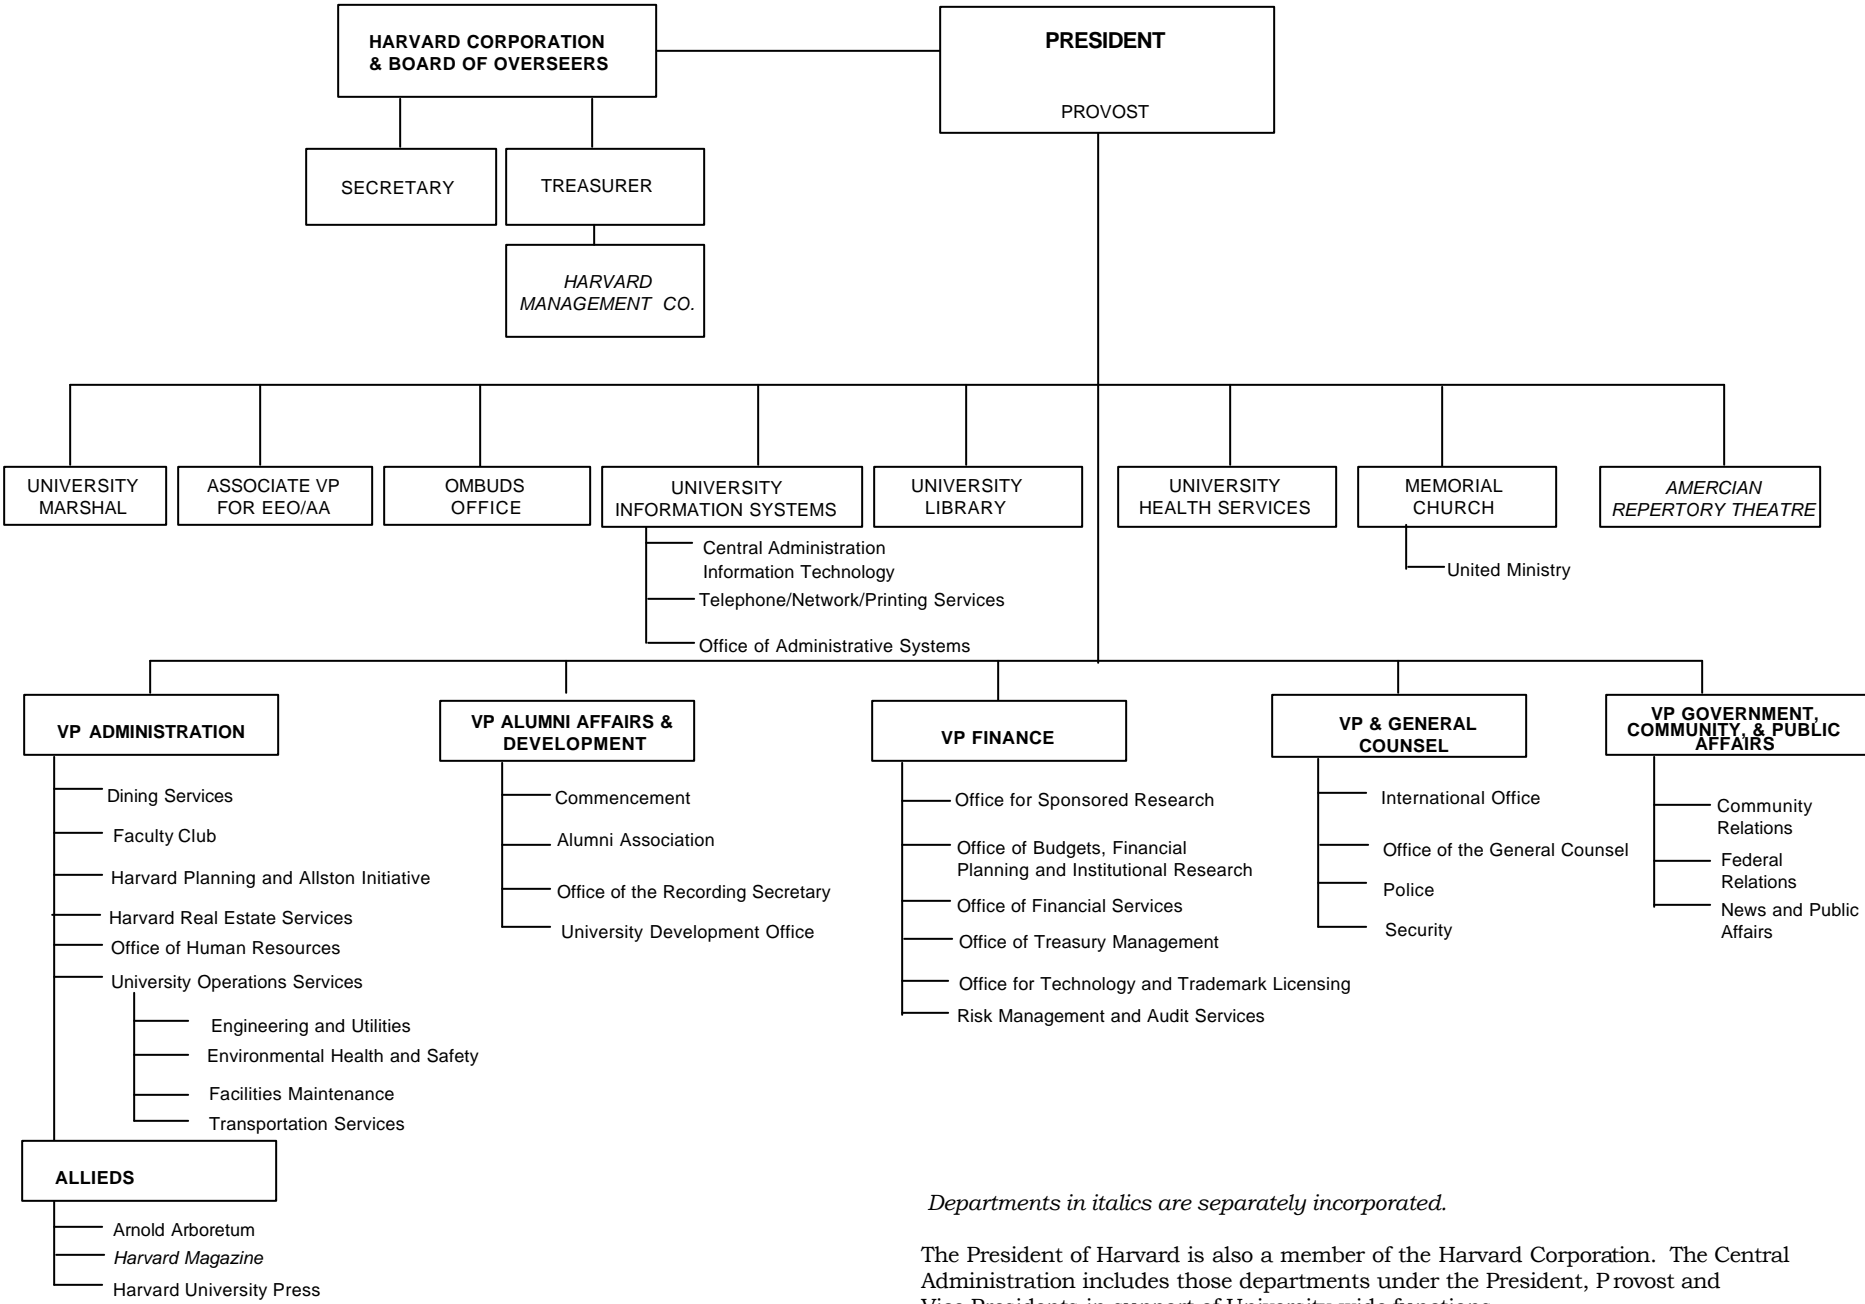 HARVARD CORPORATION
& BOARD OF OVERSEERS
PRESIDENT
PROVOST
SECRETARY
TREASURER
HARVARD
MANAGEMENT CO.
UNIVERSITY
MARSHAL
ASSOCIATE VP
FOR EEO/AA
OMBUDS
OFFICE
UNIVERSITY
INFORMATION SYSTEMS
UNIVERSITY
LIBRARY
UNIVERSITY
HEALTH SERVICES
MEMORIAL
CHURCH
AMERCIAN
REPERTORY THEATRE
Central Administration
Information Technology
Telephone/Network/Printing Services
Office of Administrative Systems
United Ministry
VP ADMINISTRATION
Dining Services
Faculty Club
Harvard Planning and Allston Initiative
Harvard Real Estate Services
Office of Human Resources
University Operations Services
Engineering and Utilities
Environmental Health and Safety
Facilities Maintenance
Transportation Services
ALLIEDS
Arnold Arboretum
Harvard Magazine
Harvard University Press
VP ALUMNI AFFAIRS &
DEVELOPMENT
Commencement
Alumni Association
Office of the Recording Secretary
University Development Office
VP FINANCE
Office for Sponsored Research
Office of Budgets, Financial
Planning and Institutional Research
Office of Financial Services
Office of Treasury Management
Office for Technology and Trademark Licensing
Risk Management and Audit Services
VP & GENERAL
COUNSEL
International Office
Office of the General Counsel
Police
Security
VP GOVERNMENT,
COMMUNITY, & PUBLIC
AFFAIRS
Community
Relations
Federal
Relations
News and Public
Affairs
Departments in italics are separately incorporated.
The President of Harvard is also a member of the Harvard Corporation. The Central
Administration includes those departments under the President, Provost and
Vice Presidents in support of University-wide functions.